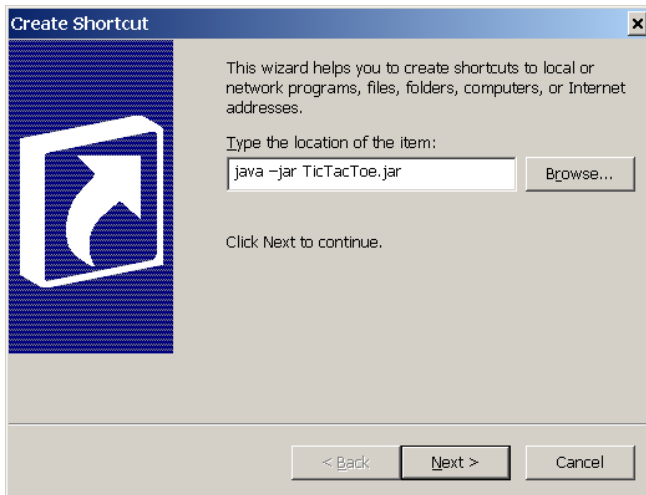 Create Shortcut
This wizard helps you to create shortcuts to local or
network programs, files, folders, computers, or Internet
addresses.
Type the location of the item:
java –jar TicTacToe.jar
Browse...
Click Next to continue.
< Back
Next >
Cancel